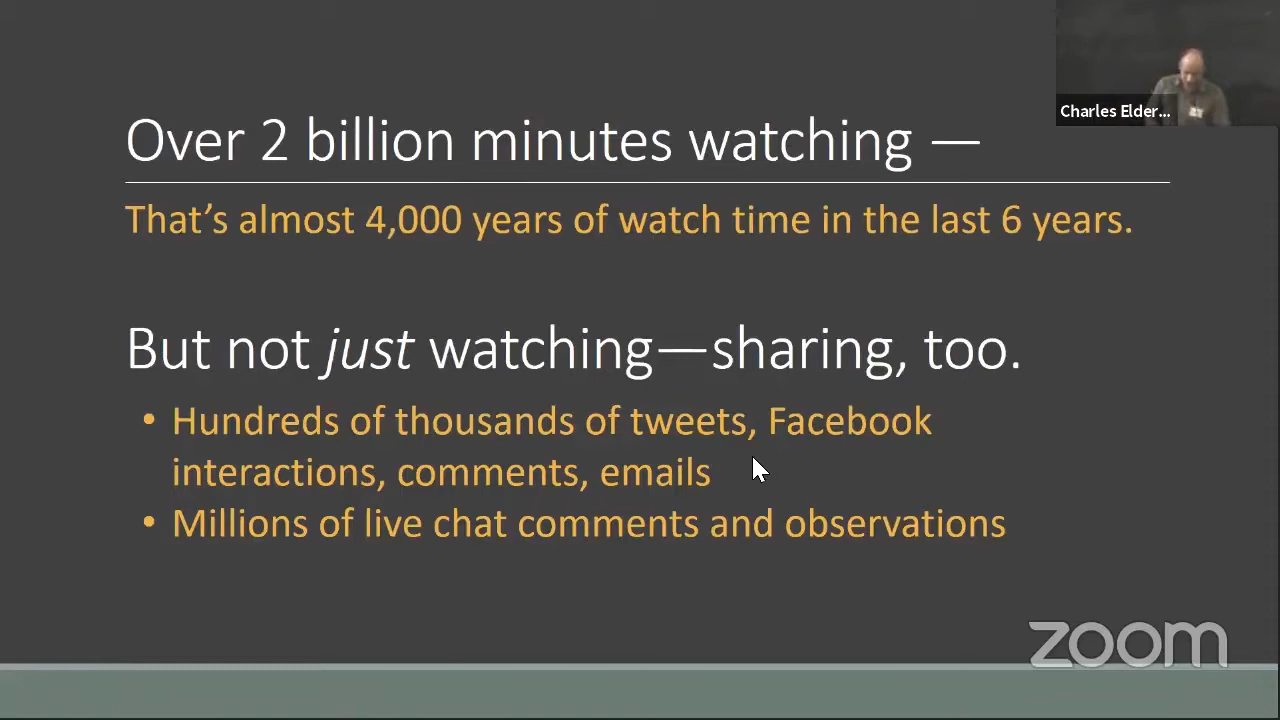 Charles Elder...
Over 2 billion minutes watching —
That’s almost 4,000 years of watch time in the last 6 years.
But not just watching—sharing, too.
• Hundreds of thousands of tweets, Facebook
interactions, comments, emails
• Millions of live chat comments and observations
zoom